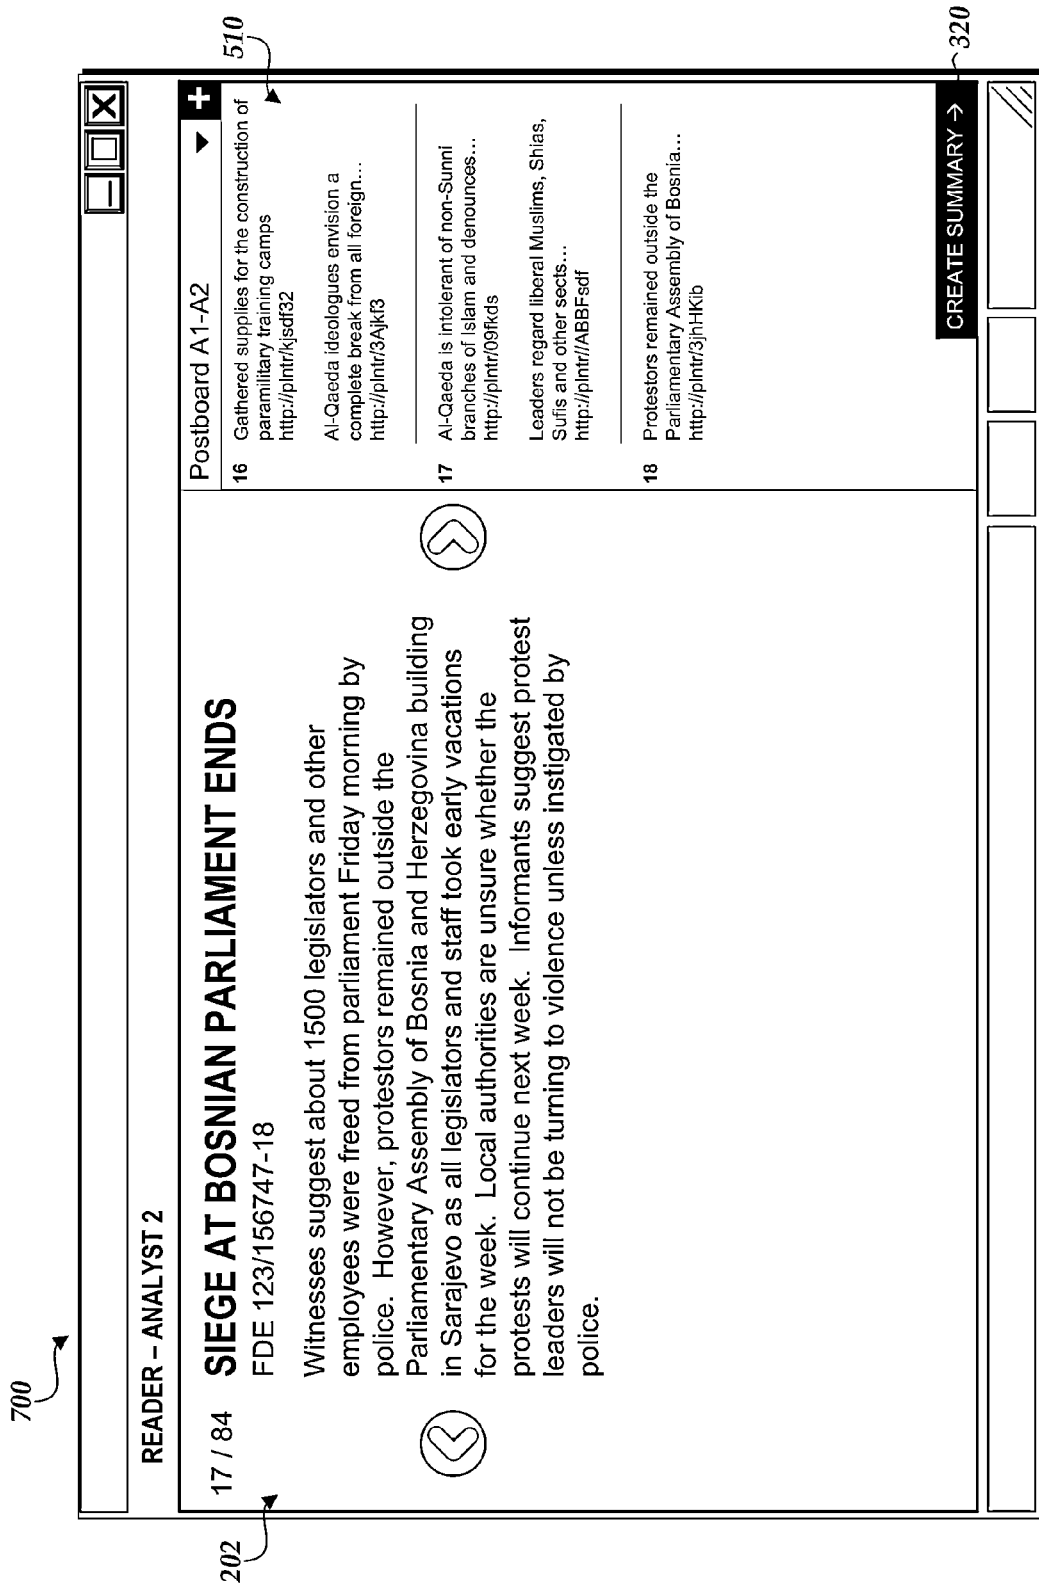 700
READER – ANALYST 2
202
17 / 84
SIEGE AT BOSNIAN PARLIAMENT ENDS
FDE 123/156747-18
Witnesses suggest about 1500 legislators and other
employees were freed from parliament Friday morning by
police. However, protestors remained outside the
Parliamentary Assembly of Bosnia and Herzegovina building
in Sarajevo as all legislators and staff took early vacations
for the week. Local authorities are unsure whether the
protests will continue next week. Informants suggest protest
leaders will not be turning to violence unless instigated by
police.
Postboard A1-A2
+
510
16 Gathered supplies for the construction of
paramilitary training camps
http://plntr/kjsdf32
Al-Qaeda ideologues envision a
complete break from all foreign...
http://plntr/3Ajkf3
17 Al-Qaeda is intolerant of non-Sunni
branches of Islam and denounces...
http://plntr/09fkds
Leaders regard liberal Muslims, Shias,
Sufis and other sects...
http://plntr//ABBFsdf
18 Protestors remained outside the
Parliamentary Assembly of Bosnia...
http://plntr/3jhHKib
CREATE SUMMARY →
320